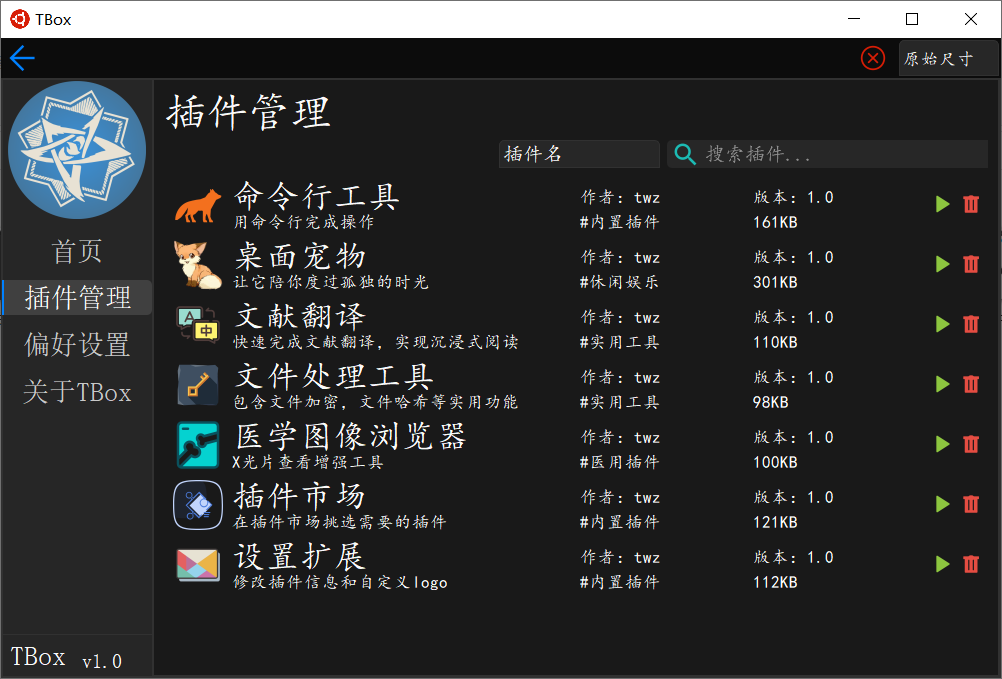 TBox
原始尺寸
首页
插件管理
偏好设置
关于TBox
TBox v1.0
插件管理
插件名
搜索插件...
命令行工具
用命令行完成操作
作者: twz
#内置插件
版本: 1.0
161KB
桌面宠物
让它陪你度过孤独的时光
作者: twz
#休闲娱乐
版本: 1.0
301KB
A
中
文献翻译
快速完成文献翻译，实现沉浸式阅读
作者: twz
#实用工具
版本: 1.0
110KB
文件处理工具
包含文件加密，文件哈希等实用功能
作者: twz
#实用工具
版本: 1.0
98KB
医学图像浏览器
X光片查看增强工具
作者: twz
#医用插件
版本: 1.0
100KB
插件市场
在插件市场挑选需要的插件
作者: twz
#内置插件
版本: 1.0
121KB
设置扩展
修改插件信息和自定义logo
作者: twz
#内置插件
版本: 1.0
112KB